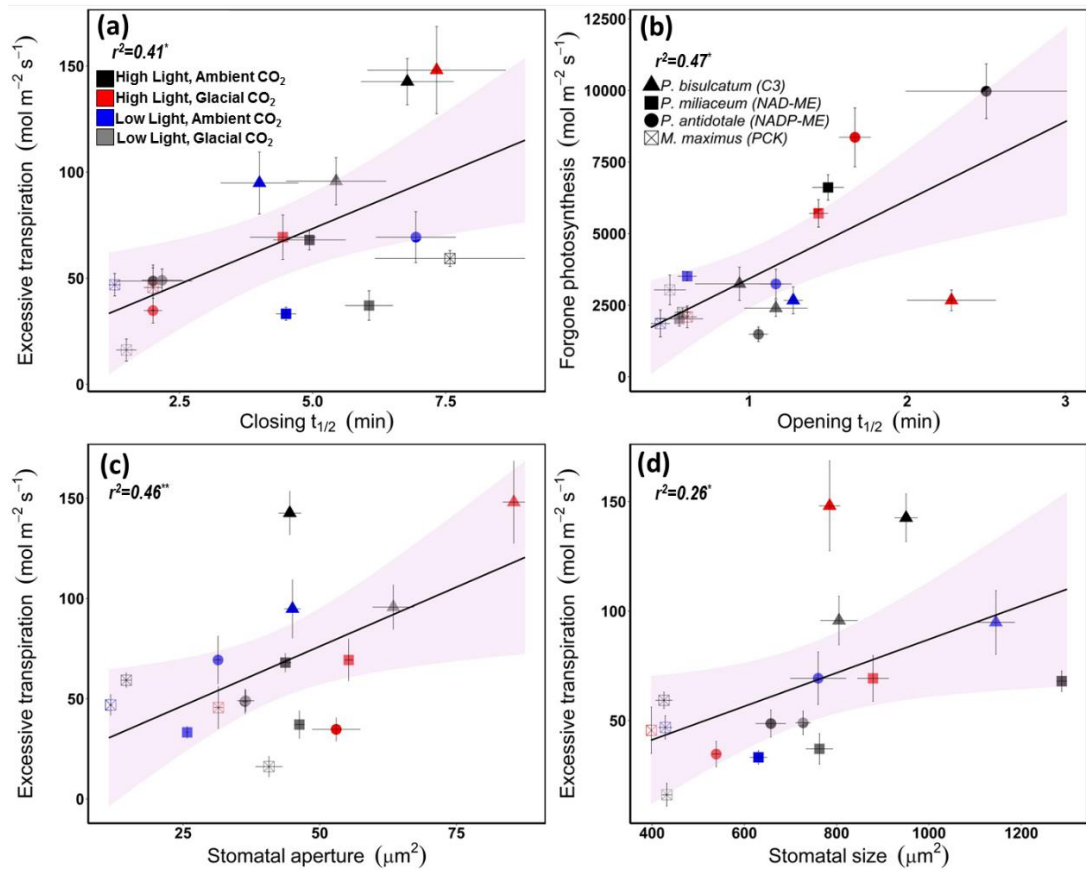 (a)
r²=0.41*
High Light, Ambient CO₂
High Light, Glacial CO₂
Low Light, Ambient CO₂
Low Light, Glacial CO₂
Excessive transpiration (mol m⁻² s⁻¹)
150
100
50
0
2.5 5.0 7.5
Closing t₁/₂ (min)
(b)
r²=0.47*
P. bisulcatum (C3)
P. miliaceum (NAD-ME)
P. antidotale (NADP-ME)
M. maximus (PCK)
Forgone photosynthesis (mol m⁻² s⁻¹)
12500
10000
7500
5000
2500
0
1 2 3
Opening t₁/₂ (min)
(c)
r²=0.46**
Excessive transpiration (mol m⁻² s⁻¹)
150
100
50
0
25 50 75
Stomatal aperture (μm²)
(d)
r²=0.26*
Excessive transpiration (mol m⁻² s⁻¹)
150
100
50
400 600 800 1000 1200
Stomatal size (μm²)